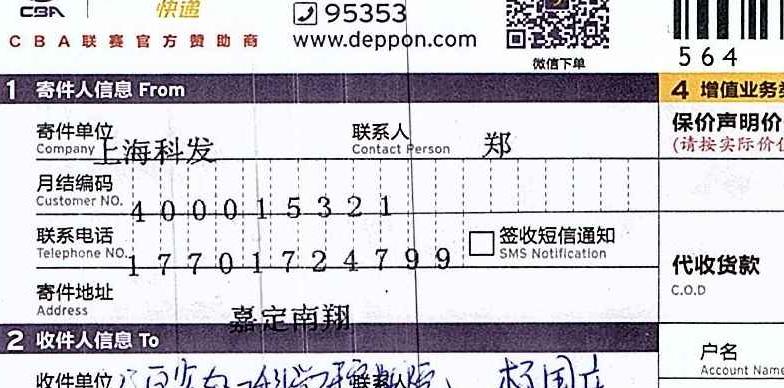 CBA 快递
95353
CBA联赛官方赞助商
www.deppon.com
微信下单
564
1 寄件人信息 From
4 增值业务
寄件单位 上海科发 联系人 郑
Company Contact Person
保价声明价
(请按实际价
月结编码
Customer NO. 400015321
联系电话 签收短信通知
Telephone NO. 17701724799 SMS Notification
代收货款
C.O.D
寄件地址
Address 嘉定南翔
2 收件人信息 To
户名
Account Name
收件单位 联系人